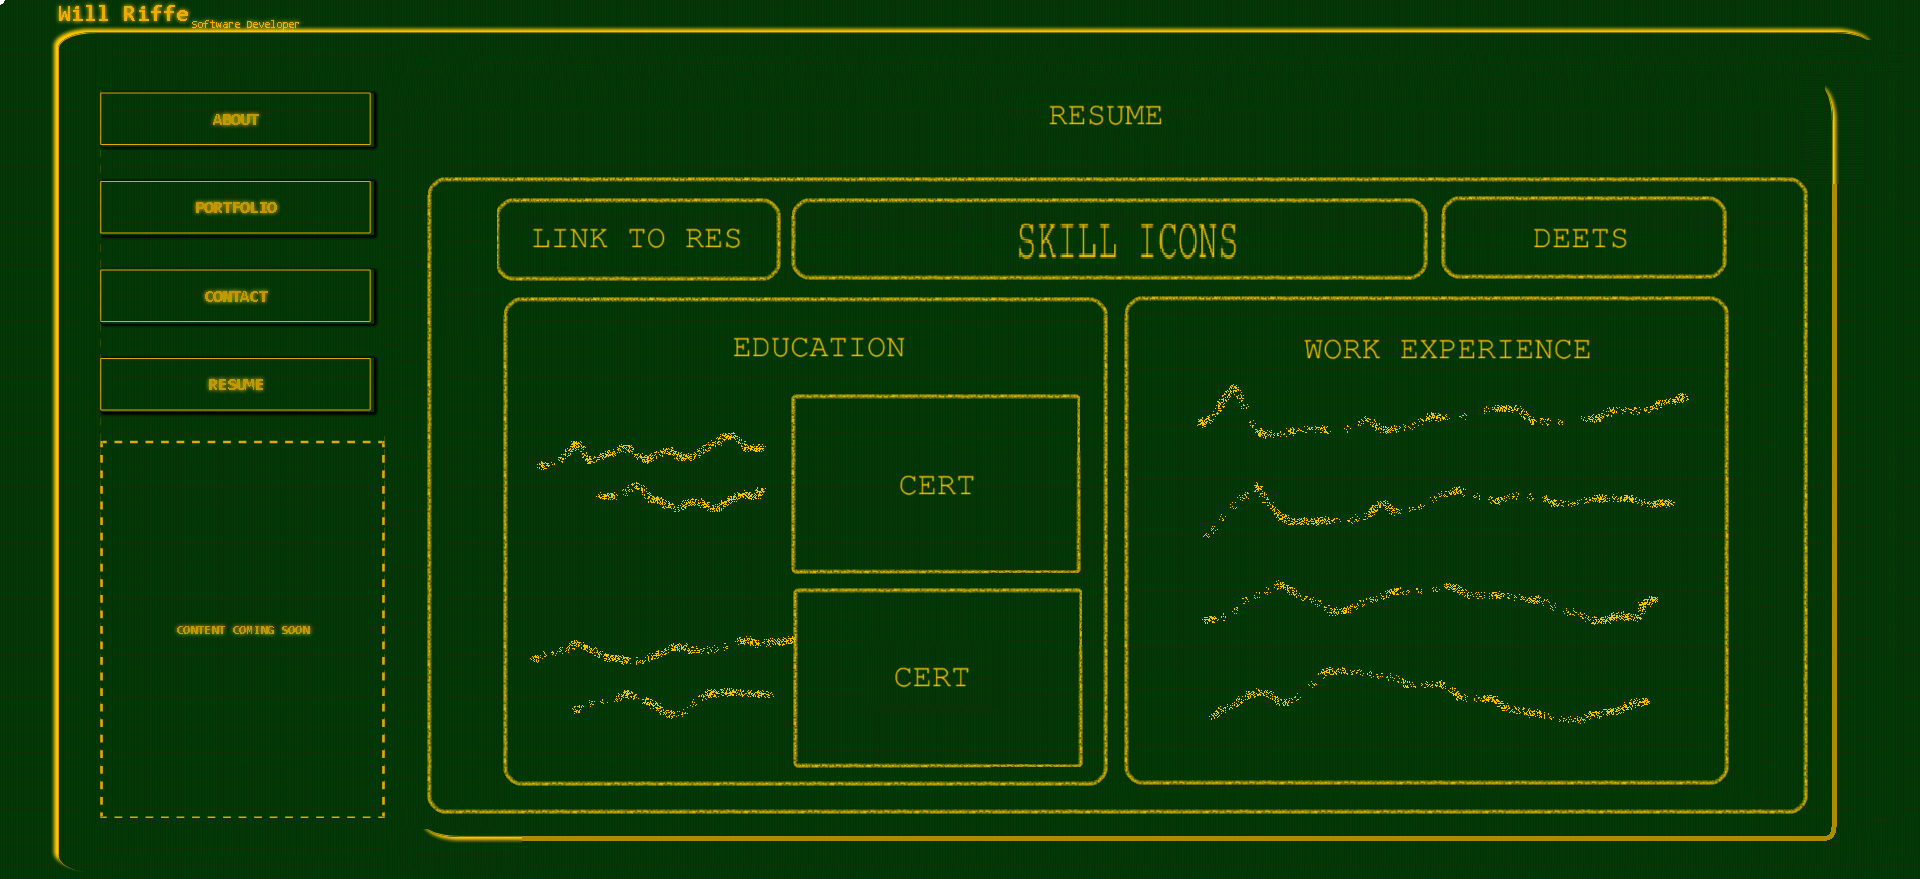 Will Riffe
Software Developer
ABOUT
PORTFOLIO
CONTACT
RESUME
CONTENT COMING SOON
RESUME
LINK TO RES
SKILL ICONS
DEETS
EDUCATION
CERT
CERT
WORK EXPERIENCE